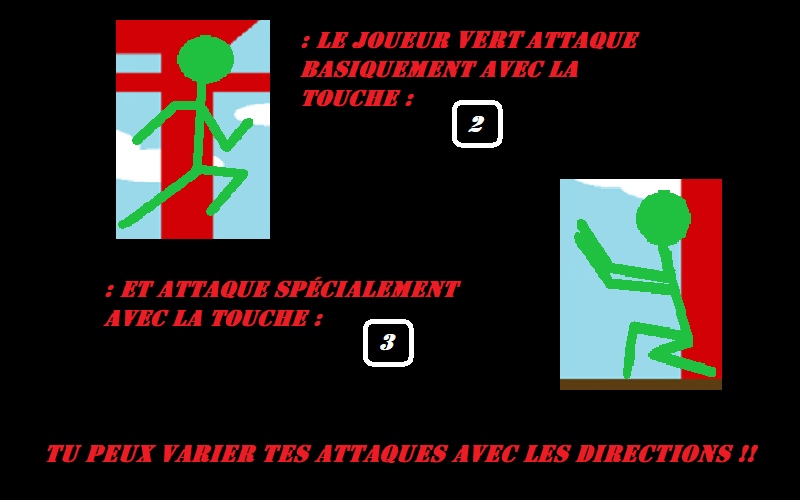 : LE JOUEUR VERT ATTAQUE
BASIQUEMENT AVEC LA
TOUCHE :
2
: ET ATTAQUE SPÉCIALEMENT
AVEC LA TOUCHE :
3
TU PEUX VARIER TES ATTAQUES AVEC LES DIRECTIONS !!